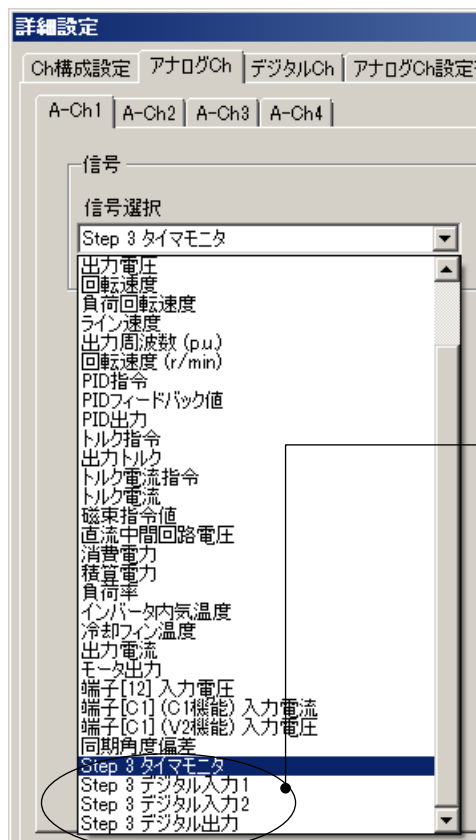 詳細設定
Ch構成設定 アナログCh デジタルCh アナログCh設定
A-Ch1 A-Ch2 A-Ch3 A-Ch4
信号
信号選択
Step 3 タイマモニタ
出力電圧
回転速度
負荷回転速度
ライン速度
出力周波数 (p.u.)
回転速度 (r/min)
PID指令
PIDフィードバック値
PID出力
トルク指令
出力トルク
トルク電流指令
トルク電流
磁束指令値
直流中間回路電圧
消費電力
積算電力
負荷率
インバータ内気温度
冷却フィン温度
出力電流
モータ出力
端子[12] 入力電圧
端子[C1] (C1機能) 入力電流
端子[C1] (V2機能) 入力電圧
同期角度偏差
Step 3 タイマモニタ
Step 3 デジタル入力1
Step 3 デジタル入力2
Step 3 デジタル出力